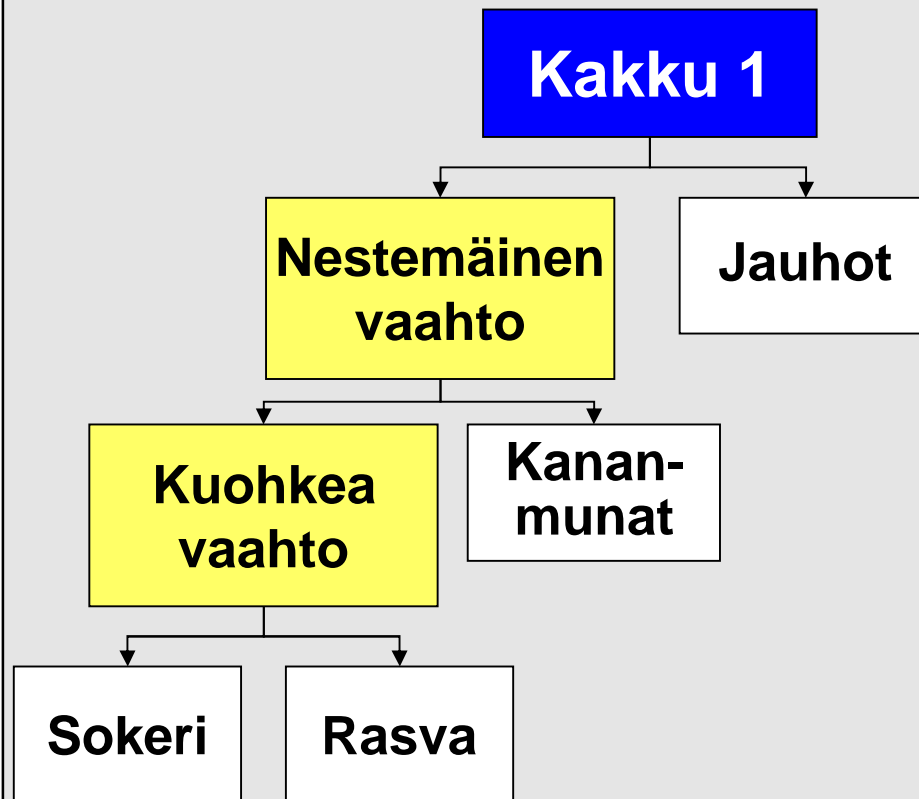 Kakku 1
Nestemäinen
vaahto
Jauhot
Kuohkea
vaahto
Kanan-
munat
Sokeri
Rasva